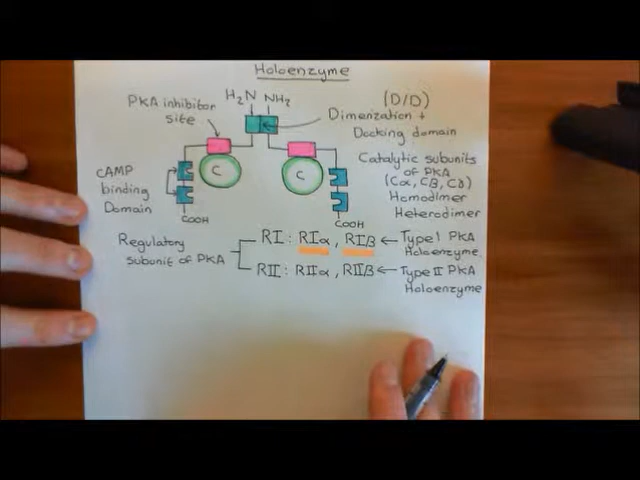 Holoenzyme
H₂N NH₂
(D/D)
PKA inhibitor
site
Dimerization +
Docking domain
CAMP
binding
Domain
C
C
Catalytic subunits
of PKA
(Cα, Cβ, Cγ)
Homodimer
Heterodimer
COOH
COOH
Regulatory
subunit of PKA
RI : RIα, RIβ ← Type I PKA
Holoenzyme
RII : RIIα, RIIβ ← Type II PKA
Holoenzyme